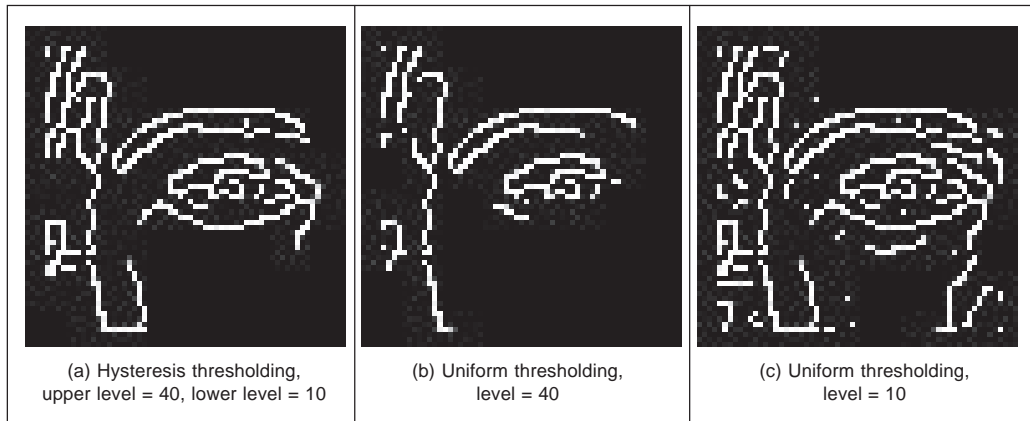 (a) Hysteresis thresholding,
upper level = 40, lower level = 10
(b) Uniform thresholding,
level = 40
(c) Uniform thresholding,
level = 10